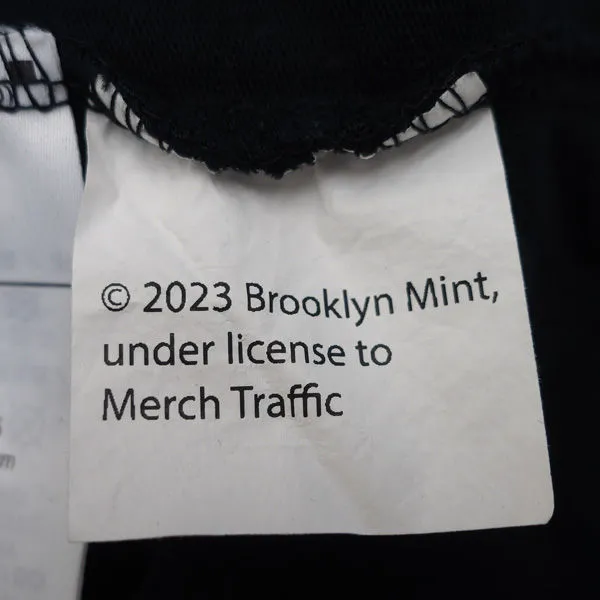 © 2023 Brooklyn Mint,
under license to
Merch Traffic